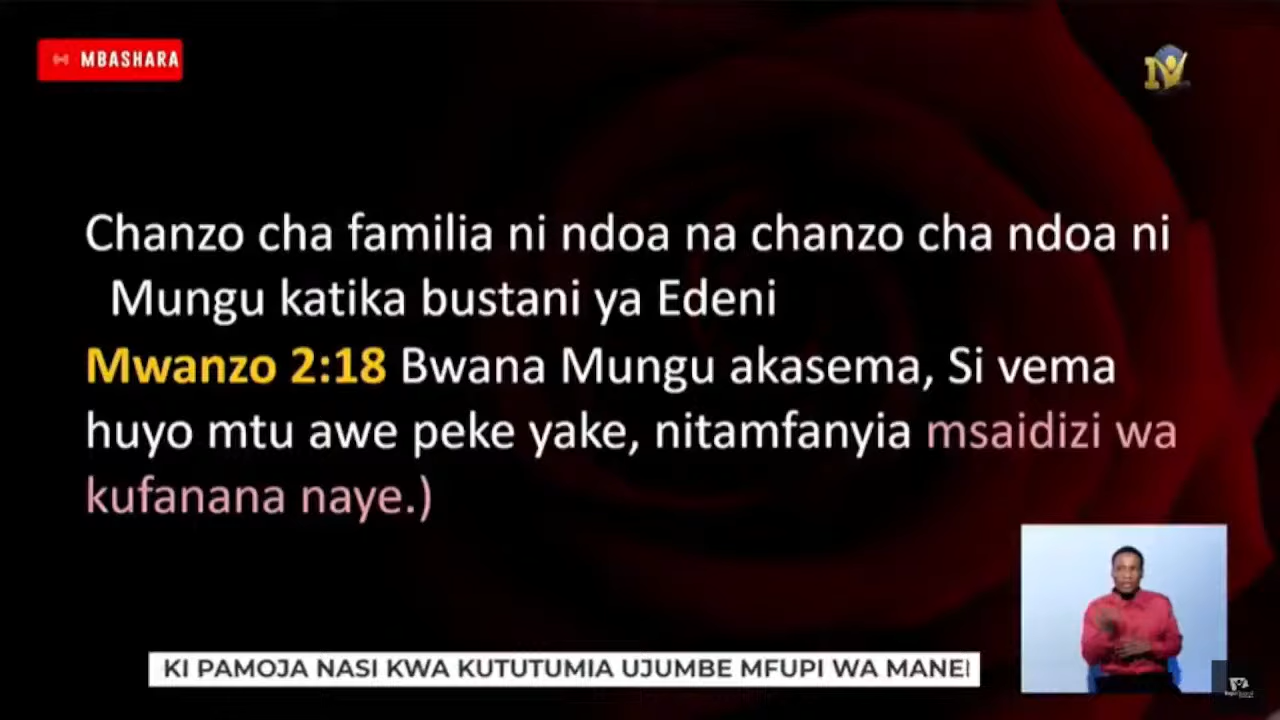 MBASHARA
Chanzo cha familia ni ndoa na chanzo cha ndoa ni
Mungu katika bustani ya Edeni
Mwanzo 2:18 Bwana Mungu akasema, Si vema
huyo mtu awe peke yake, nitamfanyia msaidizi wa
kufanana naye.)
KI PAMOJA NASI KWA KUTUTUMIA UJUMBE MFUPI WA